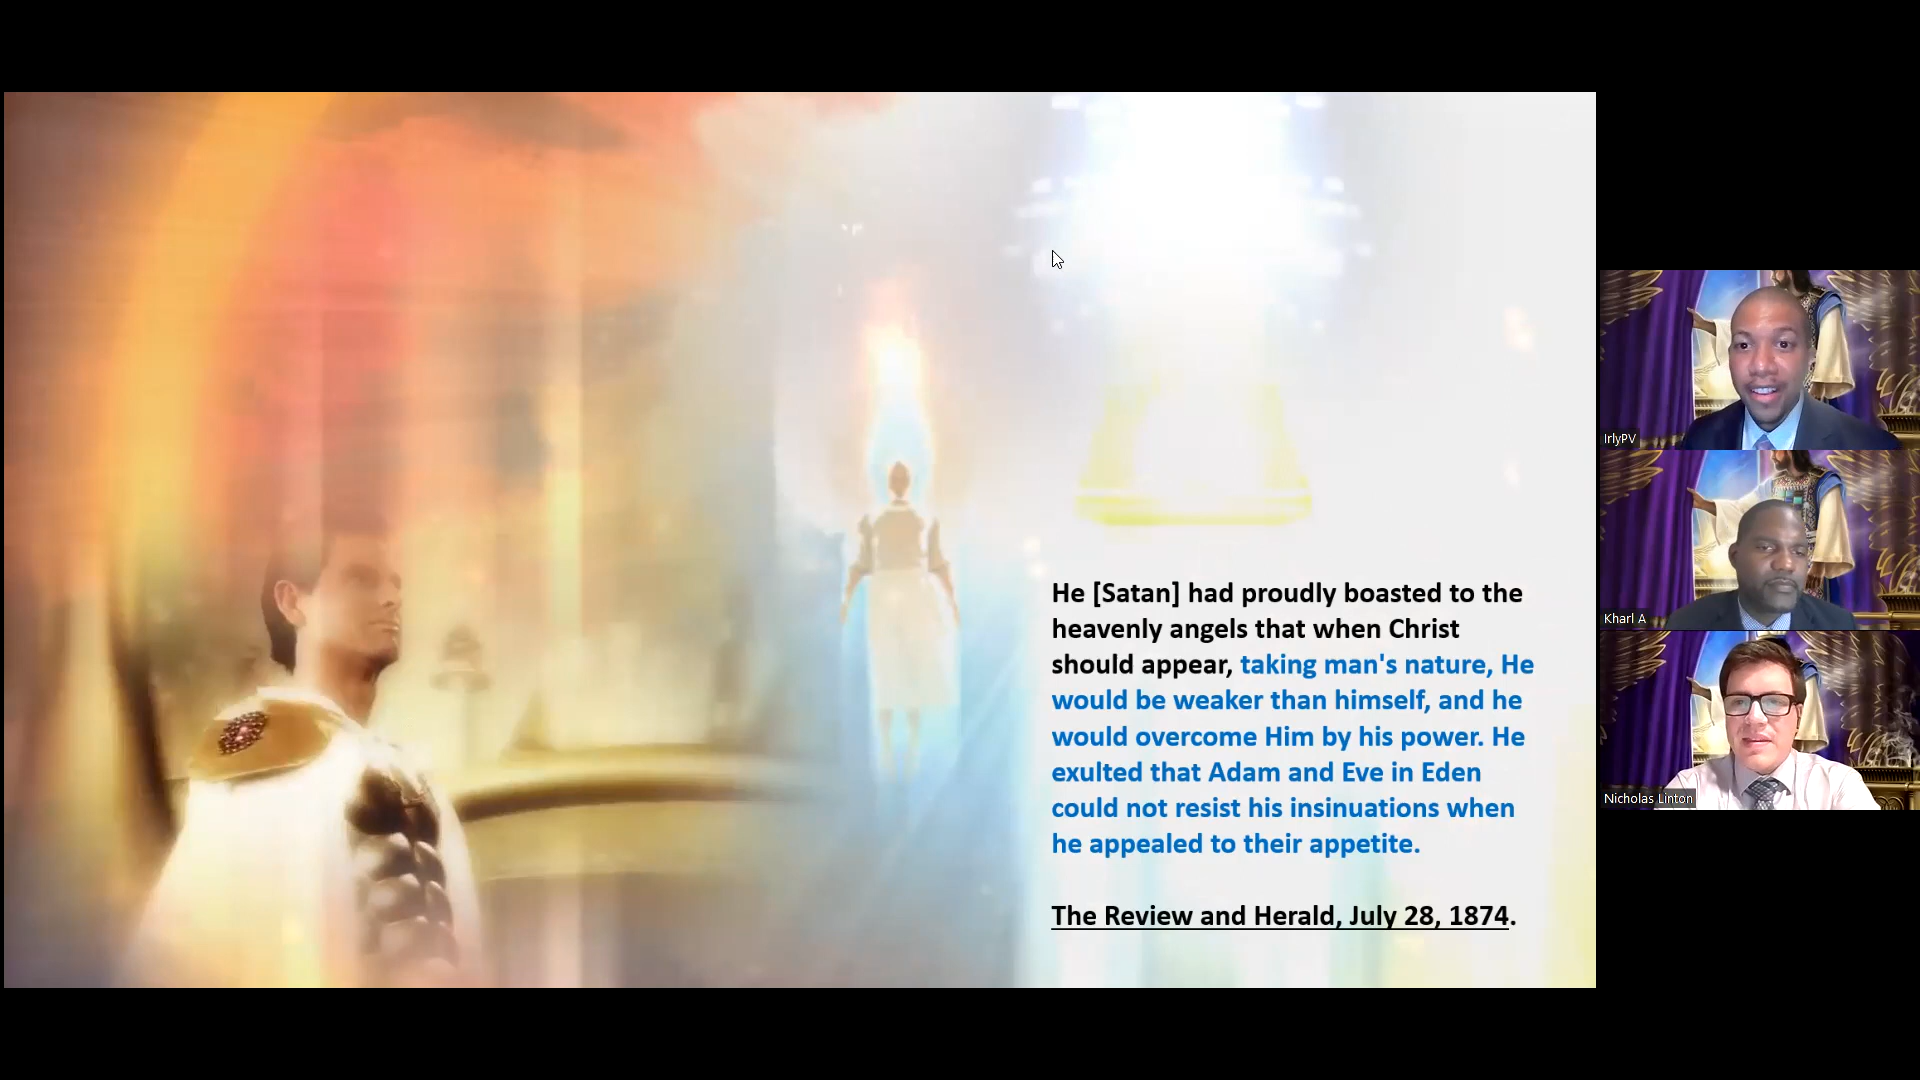 He [Satan] had proudly boasted to the
heavenly angels that when Christ
should appear, taking man's nature, He
would be weaker than himself, and he
would overcome Him by his power. He
exulted that Adam and Eve in Eden
could not resist his insinuations when
he appealed to their appetite.
The Review and Herald, July 28, 1874.
IrlyPV
Kharl A
Nicholas Linton